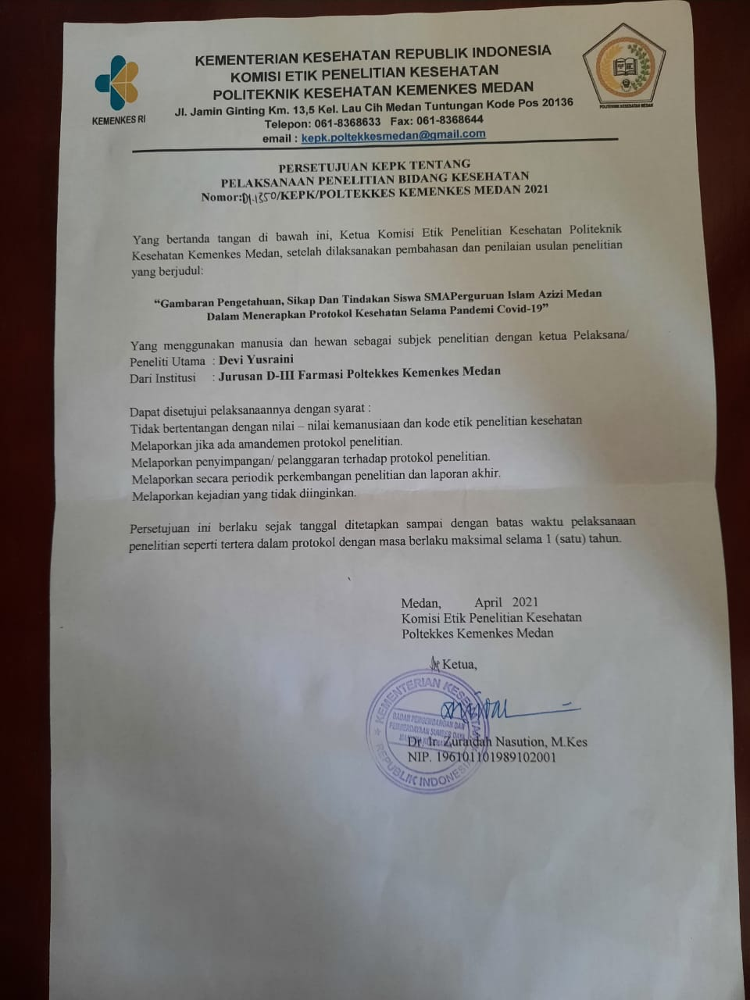 KEMENTERIAN KESEHATAN REPUBLIK INDONESIA
KOMISI ETIK PENELITIAN KESEHATAN
POLITEKNIK KESEHATAN KEMENKES MEDAN
Jl. Jamin Ginting Km. 13,5 Kel. Lau Cih Medan Tuntungan Kode Pos 20136
Telepon: 061-8368633 Fax: 061-8368644
email : kepk.poltekkesmedan@gmail.com
KEMENKES RI
POLITEKNIK KESEHATAN MEDAN
PERSETUJUAN KEPK TENTANG
PELAKSANAAN PENELITIAN BIDANG KESEHATAN
Nomor:01.1350/KEPK/POLTEKKES KEMENKES MEDAN 2021
Yang bertanda tangan di bawah ini, Ketua Komisi Etik Penelitian Kesehatan Politeknik
Kesehatan Kemenkes Medan, setelah dilaksanakan pembahasan dan penilaian usulan penelitian
yang berjudul:
“Gambaran Pengetahuan, Sikap Dan Tindakan Siswa SMAPerguruan Islam Azizi Medan
Dalam Menerapkan Protokol Kesehatan Selama Pandemi Covid-19”
Yang menggunakan manusia dan hewan sebagai subjek penelitian dengan ketua Pelaksana/
Peneliti Utama : Devi Yusraini
Dari Institusi : Jurusan D-III Farmasi Poltekkes Kemenkes Medan
Dapat disetujui pelaksanaannya dengan syarat :
Tidak bertentangan dengan nilai – nilai kemanusiaan dan kode etik penelitian kesehatan
Melaporkan jika ada amandemen protokol penelitian.
Melaporkan penyimpangan/ pelanggaran terhadap protokol penelitian.
Melaporkan secara periodik perkembangan penelitian dan laporan akhir.
Melaporkan kejadian yang tidak diinginkan.
Persetujuan ini berlaku sejak tanggal ditetapkan sampai dengan batas waktu pelaksanaan
penelitian seperti tertera dalam protokol dengan masa berlaku maksimal selama 1 (satu) tahun.
Medan, April 2021
Komisi Etik Penelitian Kesehatan
Poltekkes Kemenkes Medan
Ketua,
KEMENTERIAN KESEHATAN
BADAN PENGEMBANGAN DAN
PEMBERDAYAAN SUMBER DAYA
REPUBLIK INDONESIA
Dr. Ir. Zuraidah Nasution, M.Kes
NIP. 196101101989102001